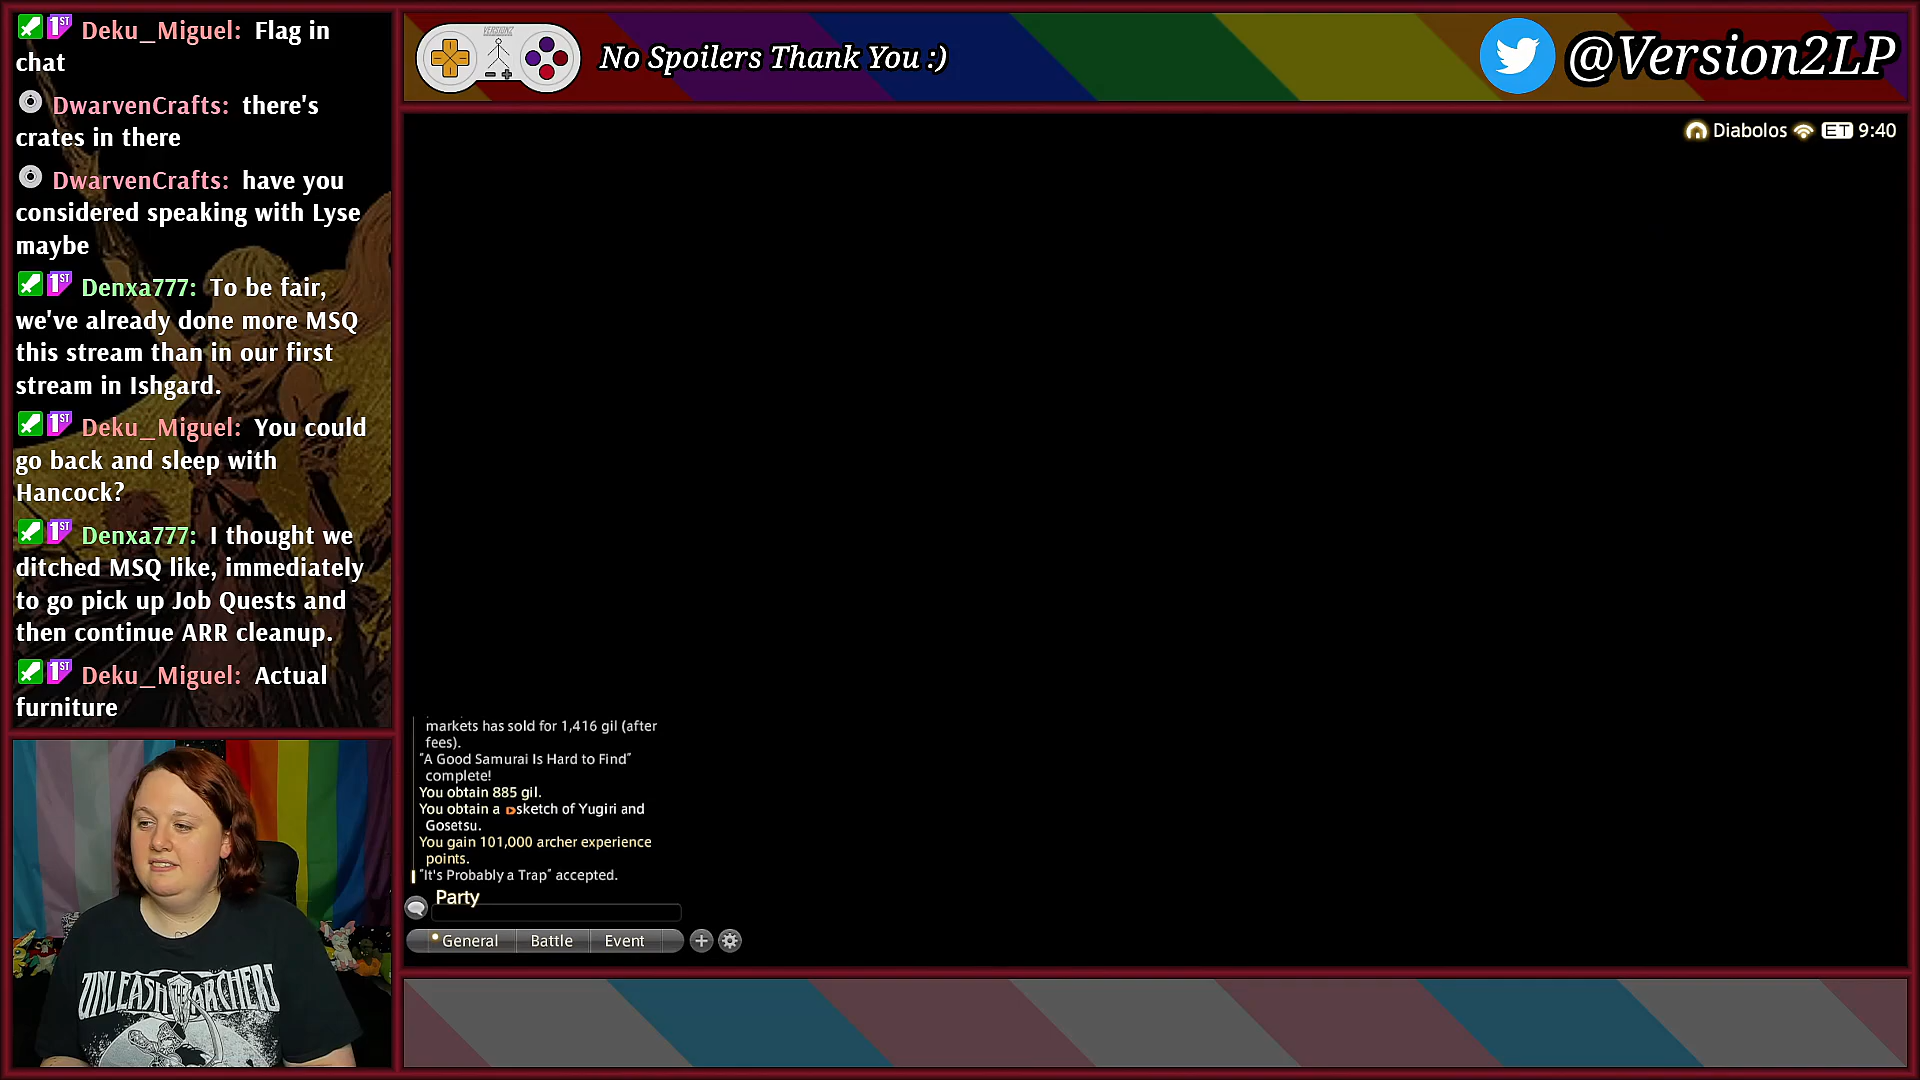 Deku_Miguel: Flag in
chat
DwarvenCrafts: there's
crates in there
DwarvenCrafts: have you
considered speaking with Lyse
maybe
Denxa777: To be fair,
we've already done more MSQ
this stream than in our first
stream in Ishgard.
Deku_Miguel: You could
go back and sleep with
Hancock?
Denxa777: I thought we
ditched MSQ like, immediately
to go pick up Job Quests and
then continue ARR cleanup.
Deku_Miguel: Actual
furniture
VERSION2
No Spoilers Thank You :)
@Version2LP
Diabolos ET 9:40
markets has sold for 1,416 gil (after
fees).
"A Good Samurai Is Hard to Find"
complete!
You obtain 885 gil.
You obtain a sketch of Yugiri and
Gosetsu.
You gain 101,000 archer experience
points.
"It's Probably a Trap" accepted.
Party
General Battle Event
UNLEASH THE ARCHERS